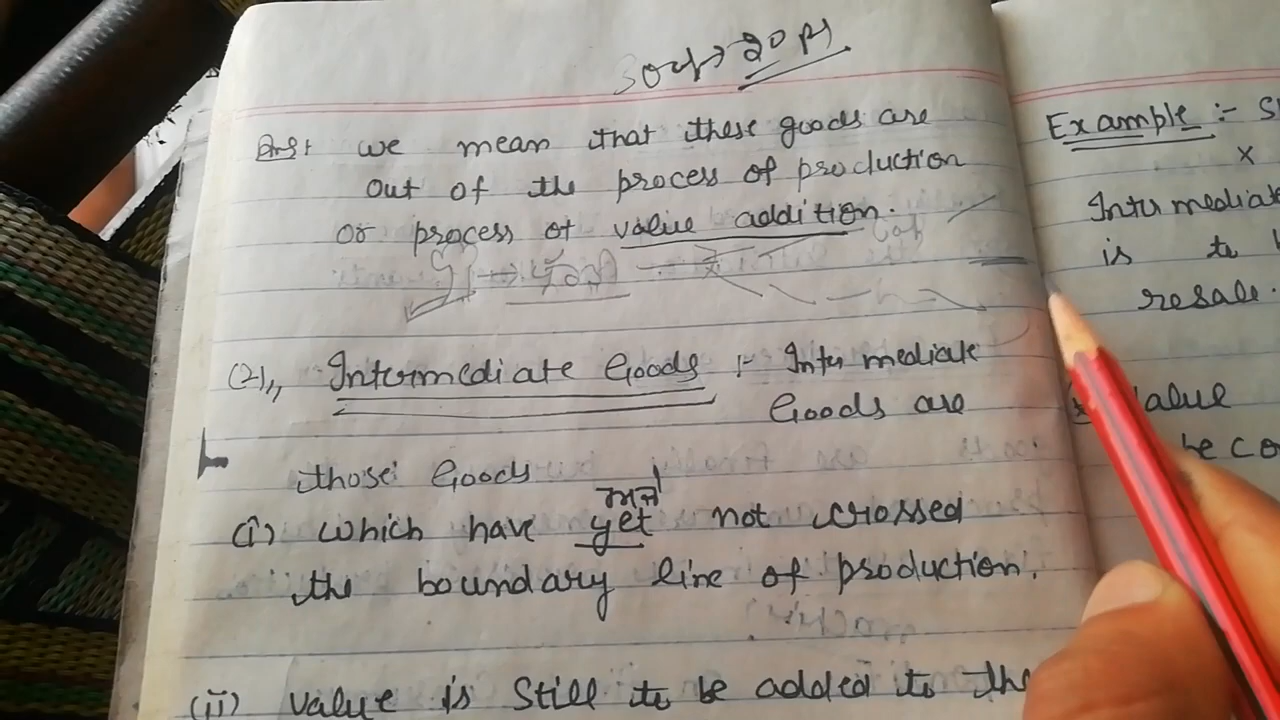 Ans: we mean that these goods are
out of the process of production
or process of value addition.
(2),, Intermediate Goods :- Intermediate
Goods are
those Goods
ਅਜੇ
(i) which have yet not crossed
the boundary line of production.
(ii) value is still to be added to the
Example :-
x
Intermediat
is to
resale.
value
be co